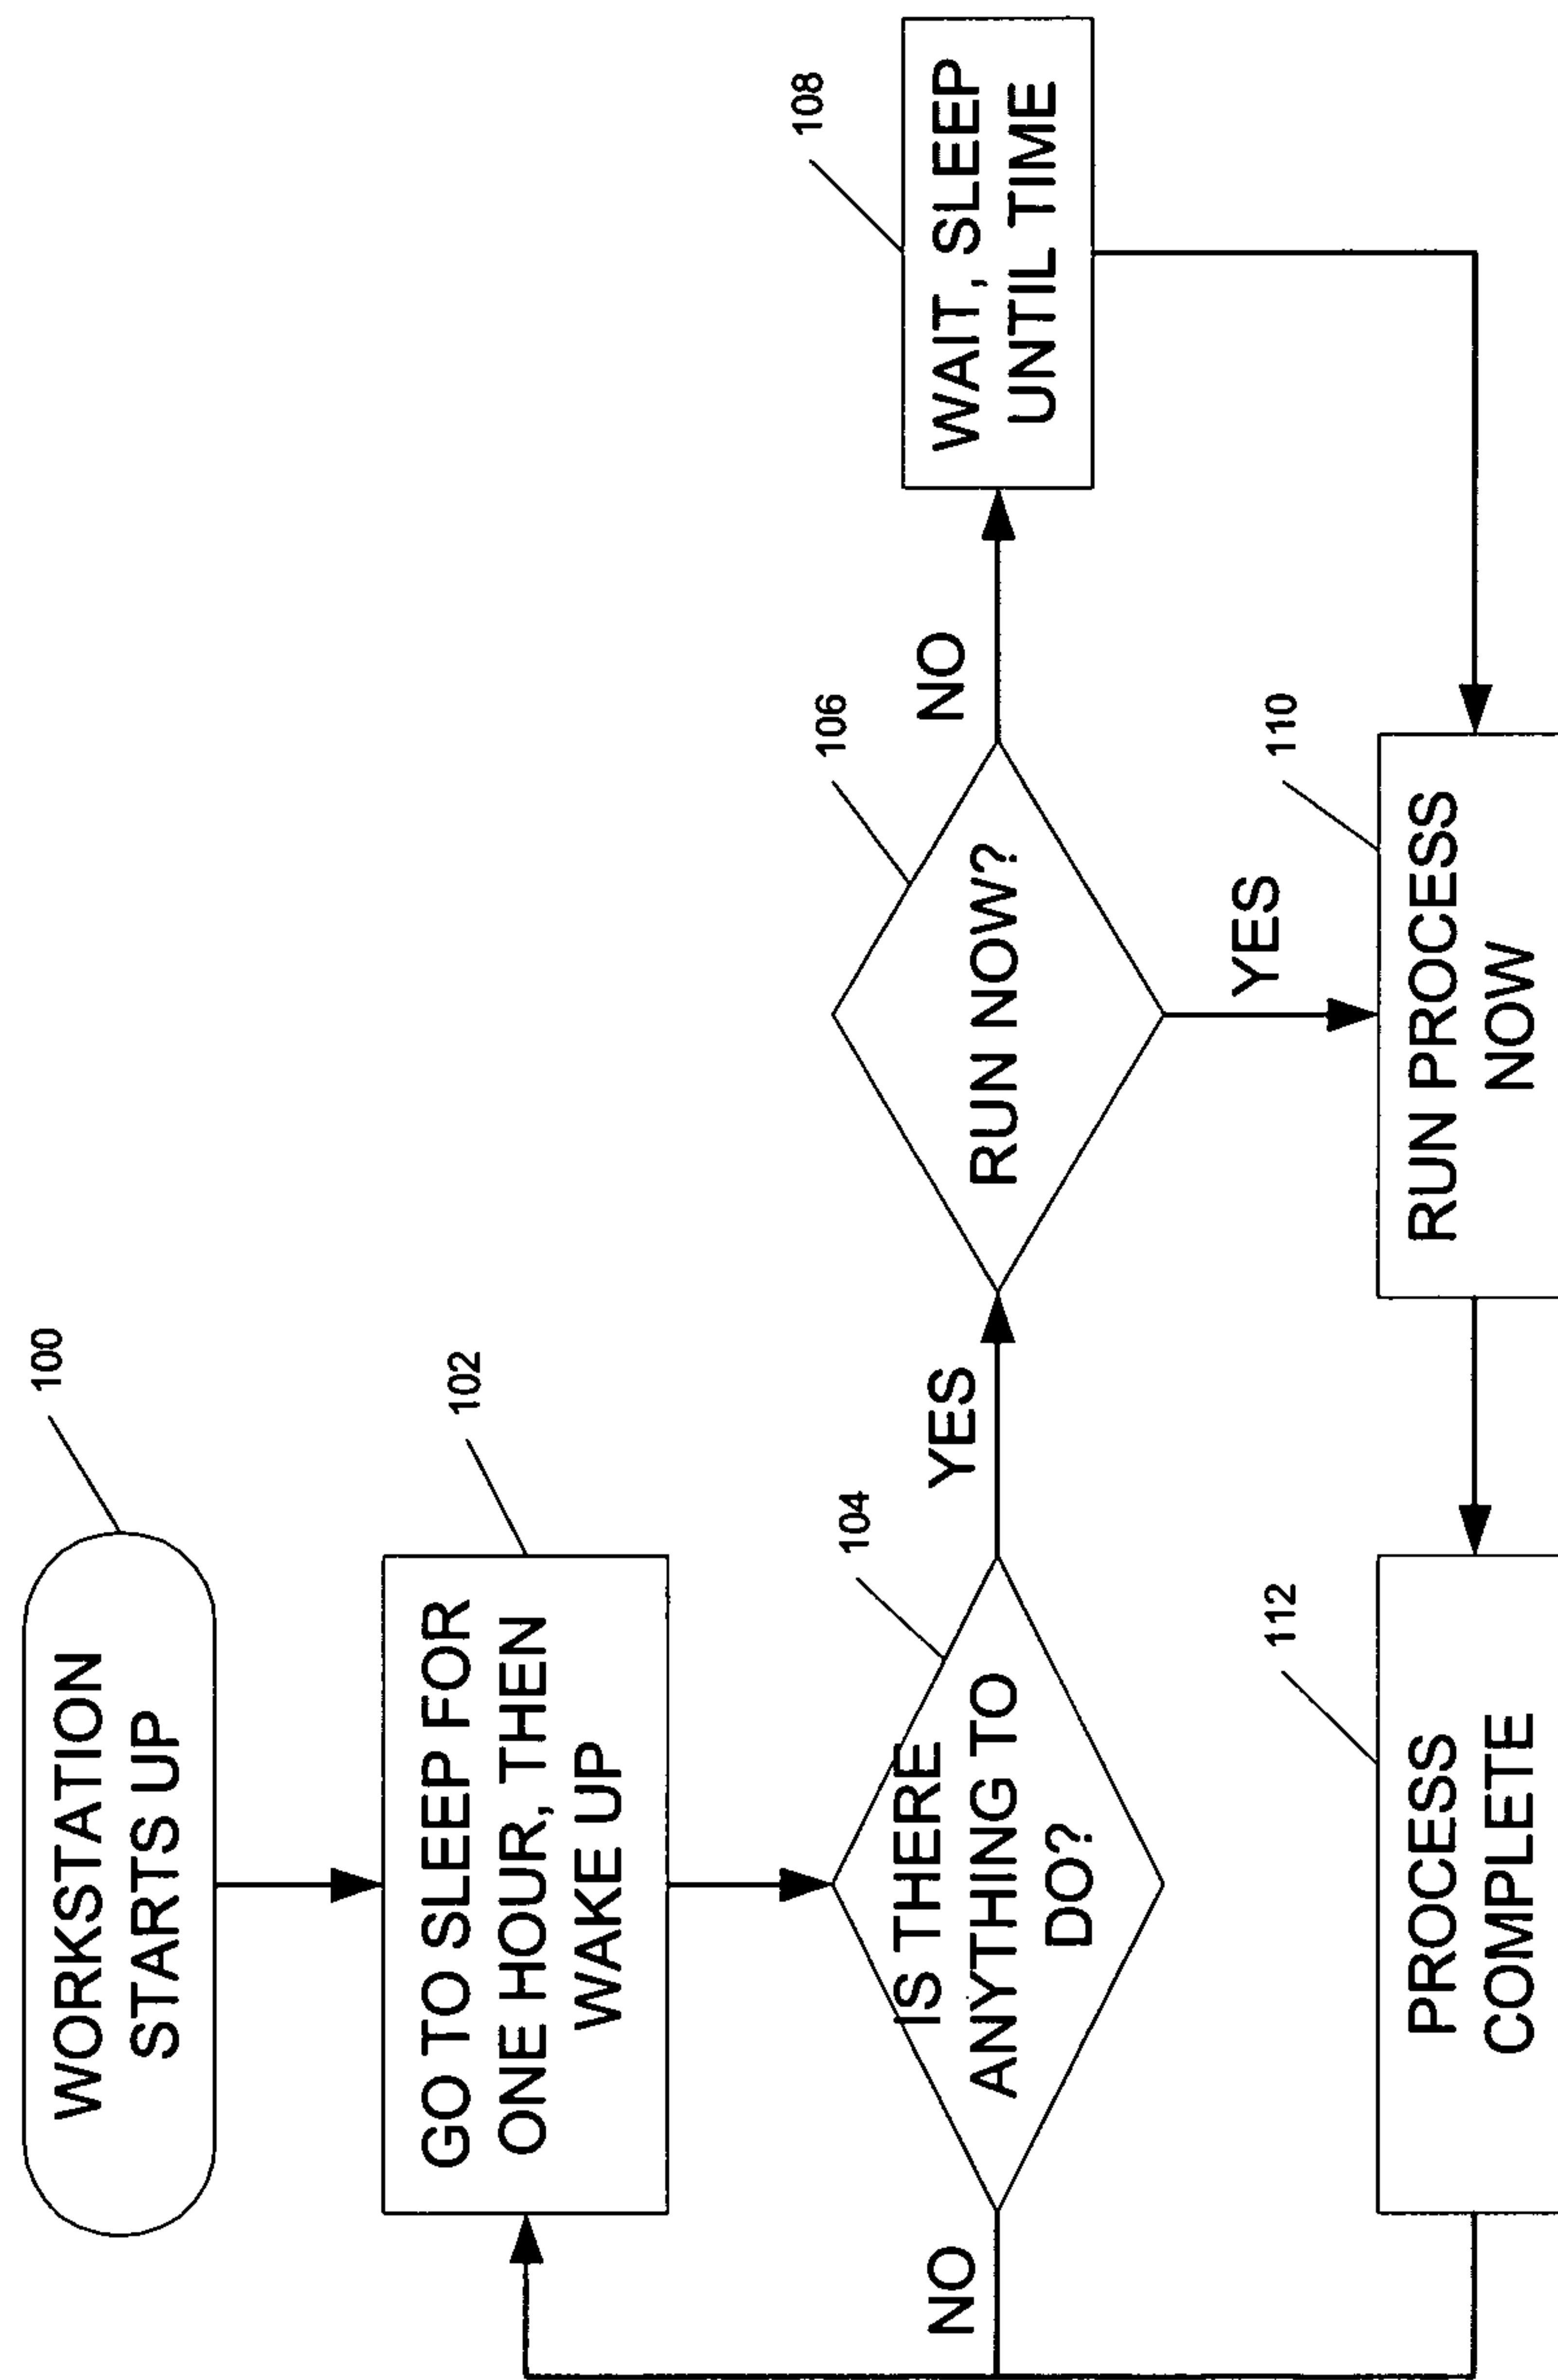 100
WORKSTATION
STARTS UP
102
GO TO SLEEP FOR
ONE HOUR, THEN
WAKE UP
104
IS THERE
ANYTHING TO
DO?
NO
YES
106
RUN NOW?
NO
108
WAIT, SLEEP
UNTIL TIME
YES
110
RUN PROCESS
NOW
112
PROCESS
COMPLETE